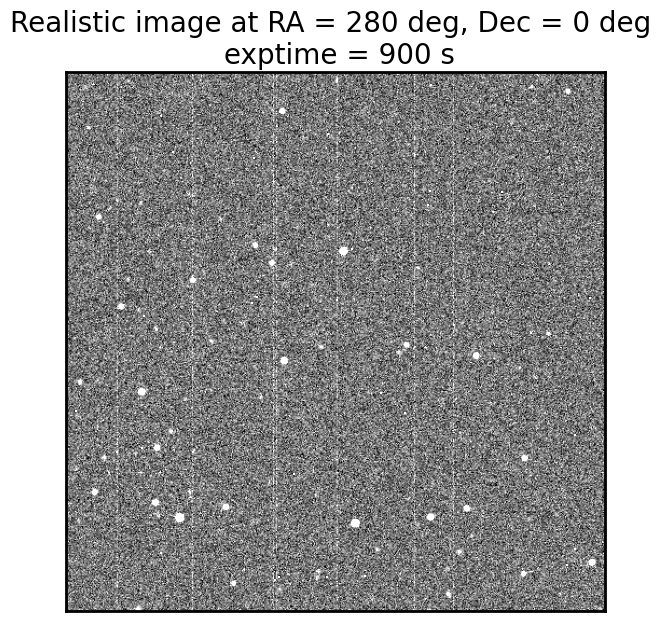 Realistic image at RA = 280 deg, Dec = 0 deg
exptime = 900 s